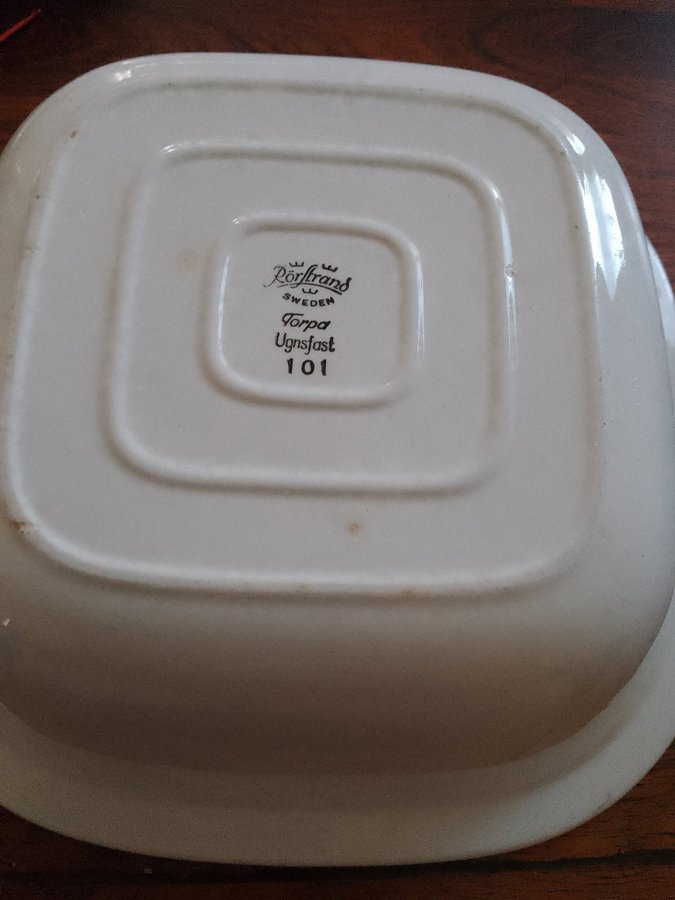 Rörstrand
SWEDEN
Torpa
Ugnsfast
101